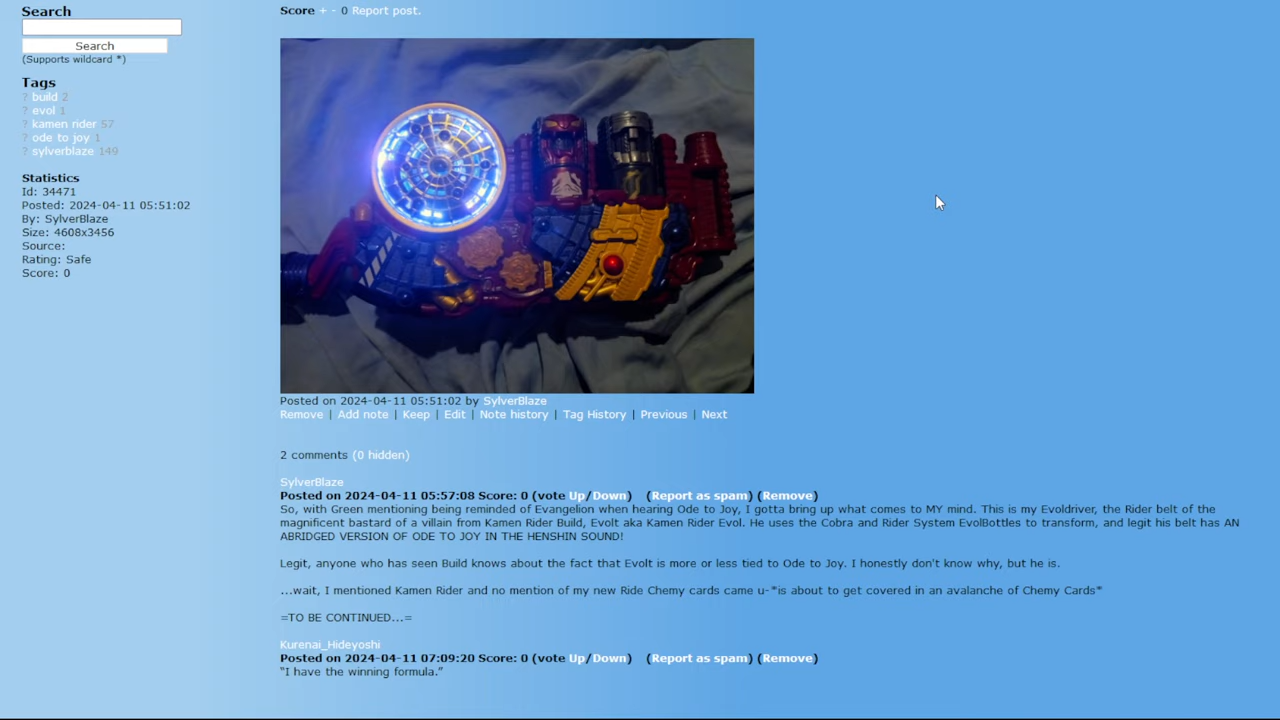 Search
Search
(Supports wildcard *)
Tags
? build 2
? evol 1
? kamen rider 57
? ode to joy 1
? sylverblaze 149
Statistics
Id: 34471
Posted: 2024-04-11 05:51:02
By: SylverBlaze
Size: 4608x3456
Source:
Rating: Safe
Score: 0
Score + - 0 Report post.
Posted on 2024-04-11 05:51:02 by SylverBlaze
Remove | Add note | Keep | Edit | Note history | Tag History | Previous | Next
2 comments (0 hidden)
SylverBlaze
Posted on 2024-04-11 05:57:08 Score: 0 (vote Up/Down) (Report as spam) (Remove)
So, with Green mentioning being reminded of Evangelion when hearing Ode to Joy, I gotta bring up what comes to MY mind. This is my Evoldriver, the Rider belt of the
magnificent bastard of a villain from Kamen Rider Build, Evolt aka Kamen Rider Evol. He uses the Cobra and Rider System EvolBottles to transform, and legit his belt has AN
ABRIDGED VERSION OF ODE TO JOY IN THE HENSHIN SOUND!
Legit, anyone who has seen Build knows about the fact that Evolt is more or less tied to Ode to Joy. I honestly don't know why, but he is.
...wait, I mentioned Kamen Rider and no mention of my new Ride Chemy cards came u-*is about to get covered in an avalanche of Chemy Cards*
=TO BE CONTINUED...=
Kurenai_Hideyoshi
Posted on 2024-04-11 07:09:20 Score: 0 (vote Up/Down) (Report as spam) (Remove)
“I have the winning formula.”